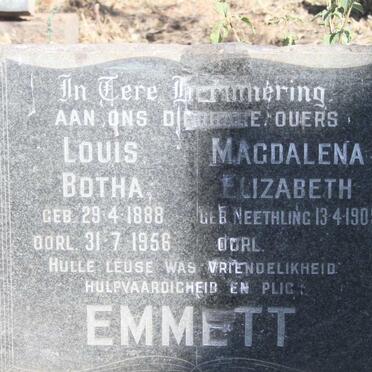 In Tere Herinnering
AAN ONS DIERBARE OUERS
LOUIS MAGDALENA
BOTHA, ELIZABETH
GEB. 29-4-1888 GEB. NEETHLING 13-4-190
OORL. 31-7-1956 OORL.
HULLE LEUSE WAS VRIENDELIKHEID
HULPVAARDIGHEID EN PLIG
EMMETT